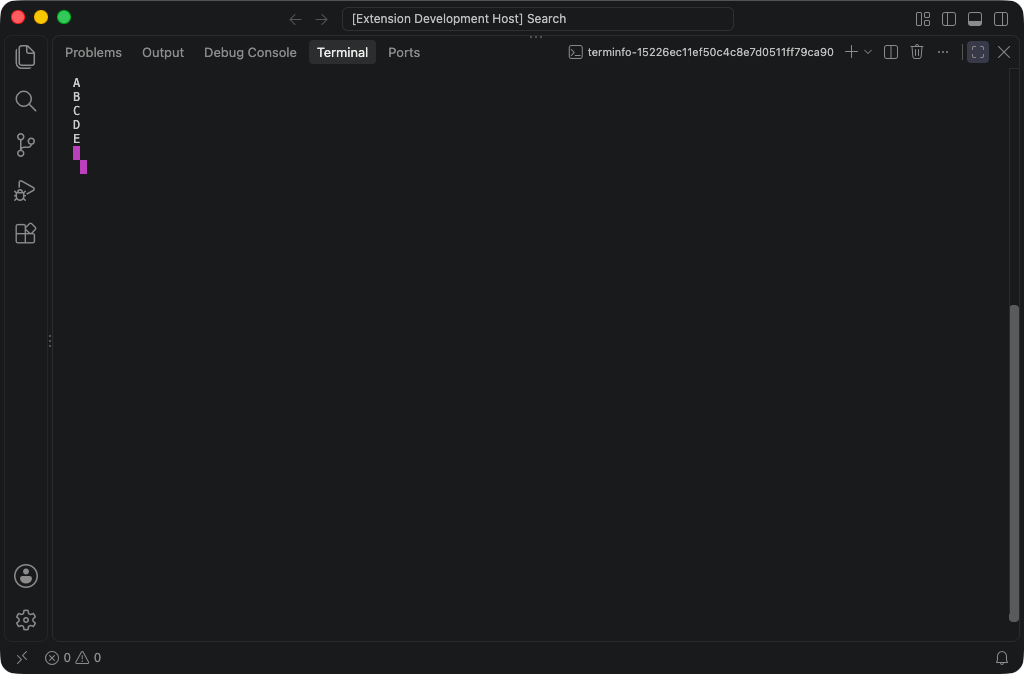 [Extension Development Host] Search
Problems Output Debug Console Terminal Ports
terminfo-15226ec11ef50c4c8e7d0511ff79ca90
A
B
C
D
E
0 0